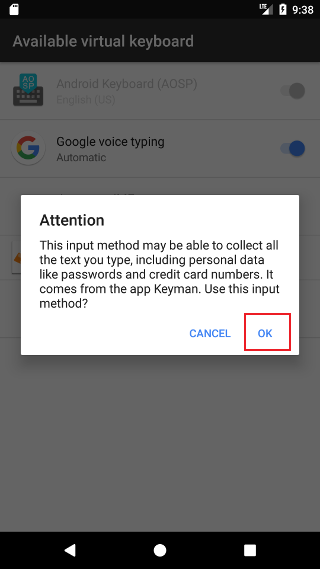 LTE 9:38
Available virtual keyboard
AO
SP
Android Keyboard (AOSP)
English (US)
Google voice typing
Automatic
Attention
This input method may be able to collect all
the text you type, including personal data
like passwords and credit card numbers. It
comes from the app Keyman. Use this input
method?
CANCEL OK